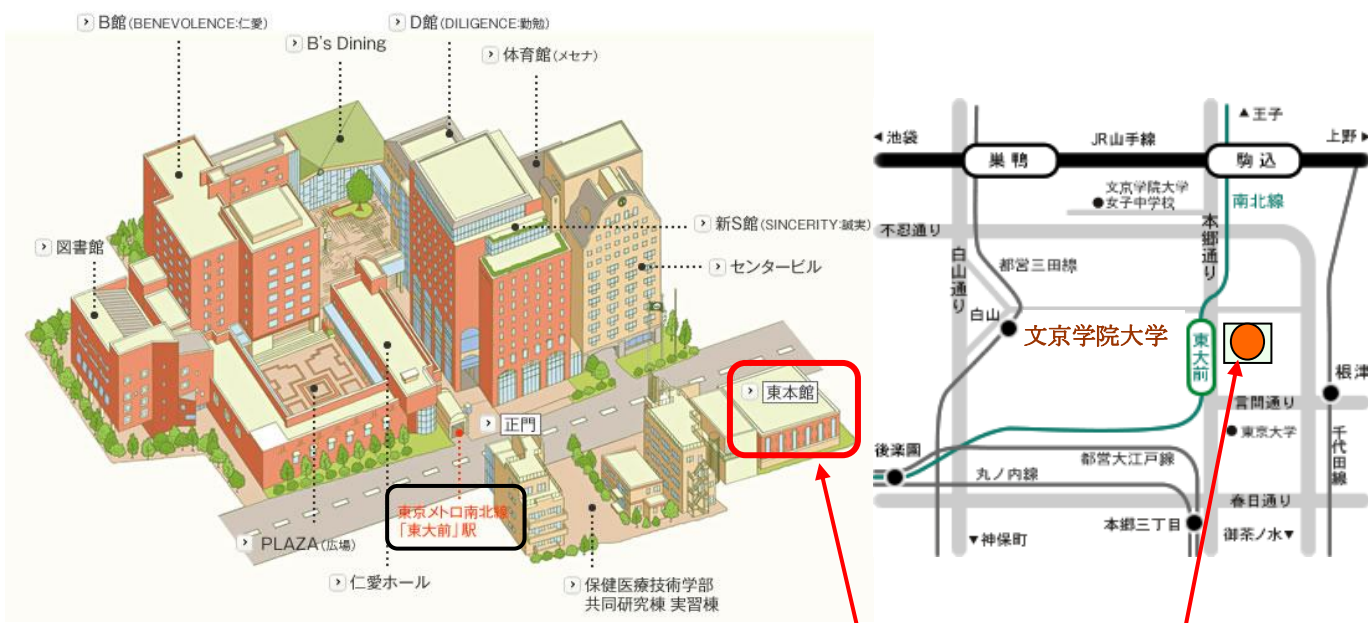 B館(BENEVOLENCE:仁愛)
B's Dining
D館(DILIGENCE:勤勉)
体育館(メセナ)
図書館
新S館(SINCERITY:誠実)
センタービル
東本館
正門
東京メトロ南北線
「東大前」駅
PLAZA(広場)
仁愛ホール
保健医療技術学部
共同研究棟 実習棟
▲王子
◀池袋
JR山手線
上野▶
巣鴨
駒込
文京学院大学
●女子中学校
南北線
不忍通り
本郷通り
白山通り
都営三田線
白山
文京学院大学
東大前
根津
言問通り
東京大学
千代田線
後楽園
都営大江戸線
丸ノ内線
春日通り
本郷三丁目
御茶ノ水▼
▼神保町